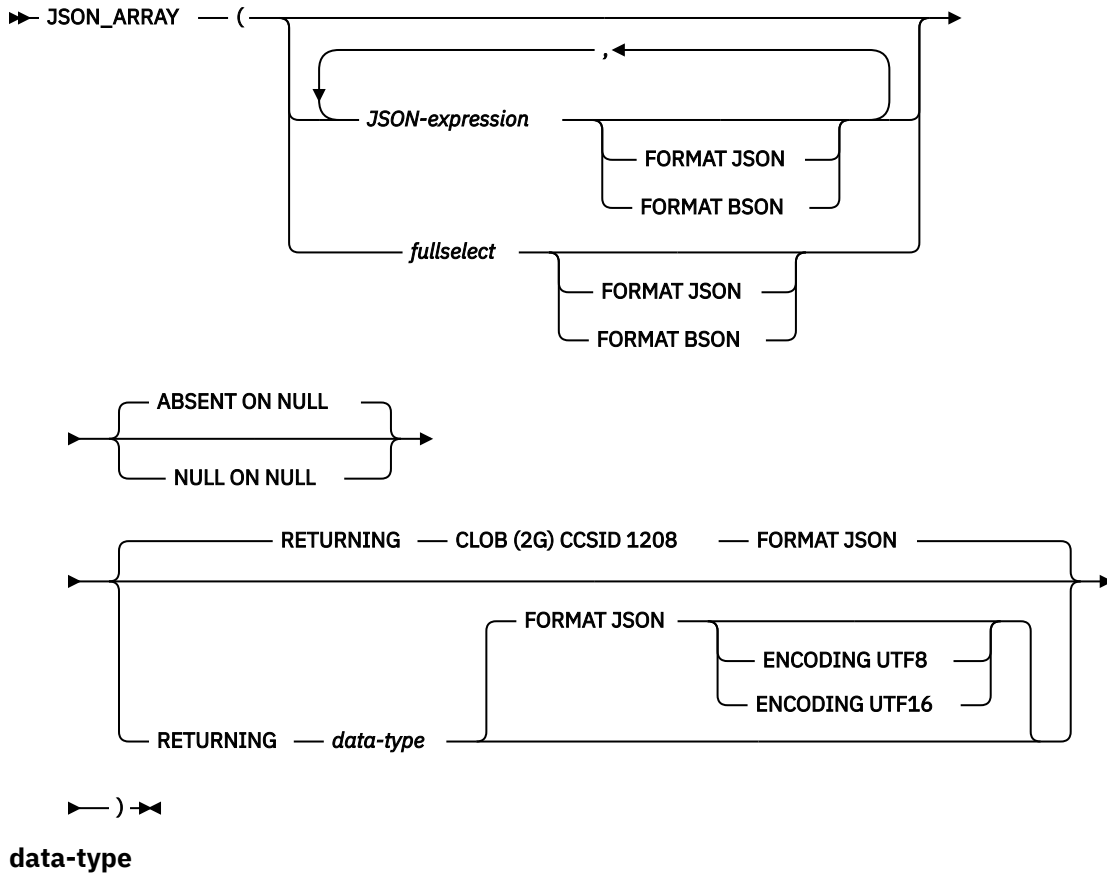 JSON_ARRAY (
,
JSON-expression
FORMAT JSON
FORMAT BSON
fullselect
FORMAT JSON
FORMAT BSON
ABSENT ON NULL
NULL ON NULL
RETURNING CLOB (2G) CCSID 1208 FORMAT JSON
FORMAT JSON
ENCODING UTF8
ENCODING UTF16
RETURNING data-type
)
data-type